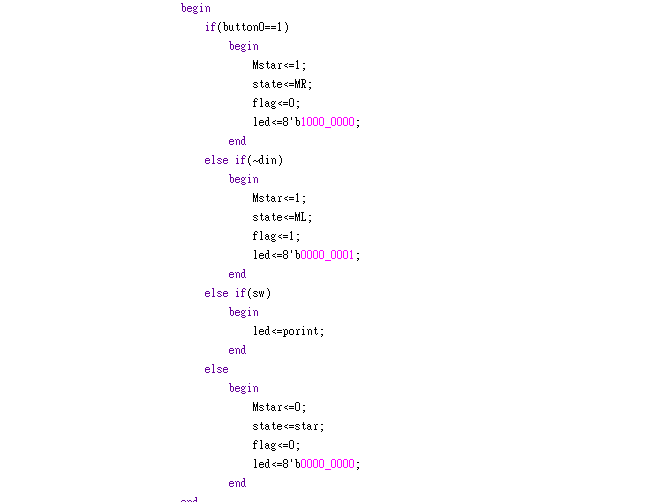 begin
if(button0==1)
begin
Mstar<=1;
state<=MR;
flag<=0;
led<=8'b1000_0000;
end
else if(~din)
begin
Mstar<=1;
state<=ML;
flag<=1;
led<=8'b0000_0001;
end
else if(sw)
begin
led<=porint;
end
else
begin
Mstar<=0;
state<=star;
flag<=0;
led<=8'b0000_0000;
end
end